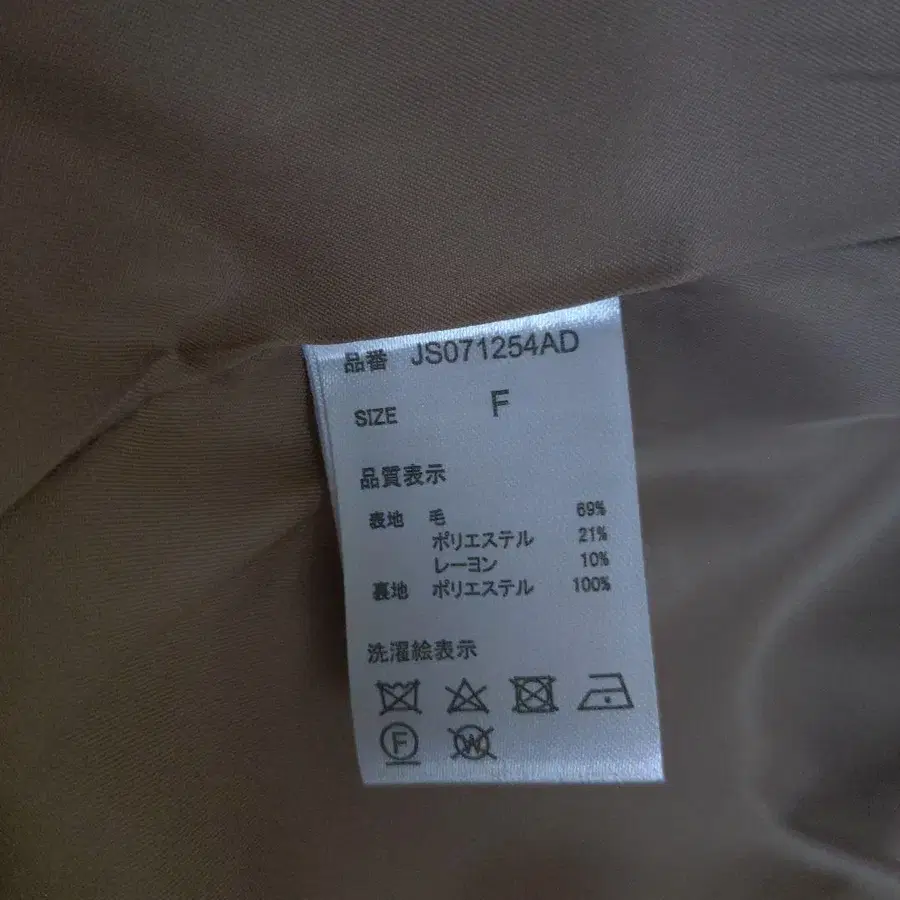 品番 JS071254AD
SIZE F
品質表示
表地 毛 69%
ポリエステル 21%
レーヨン 10%
裏地 ポリエステル 100%
洗濯絵表示
F W